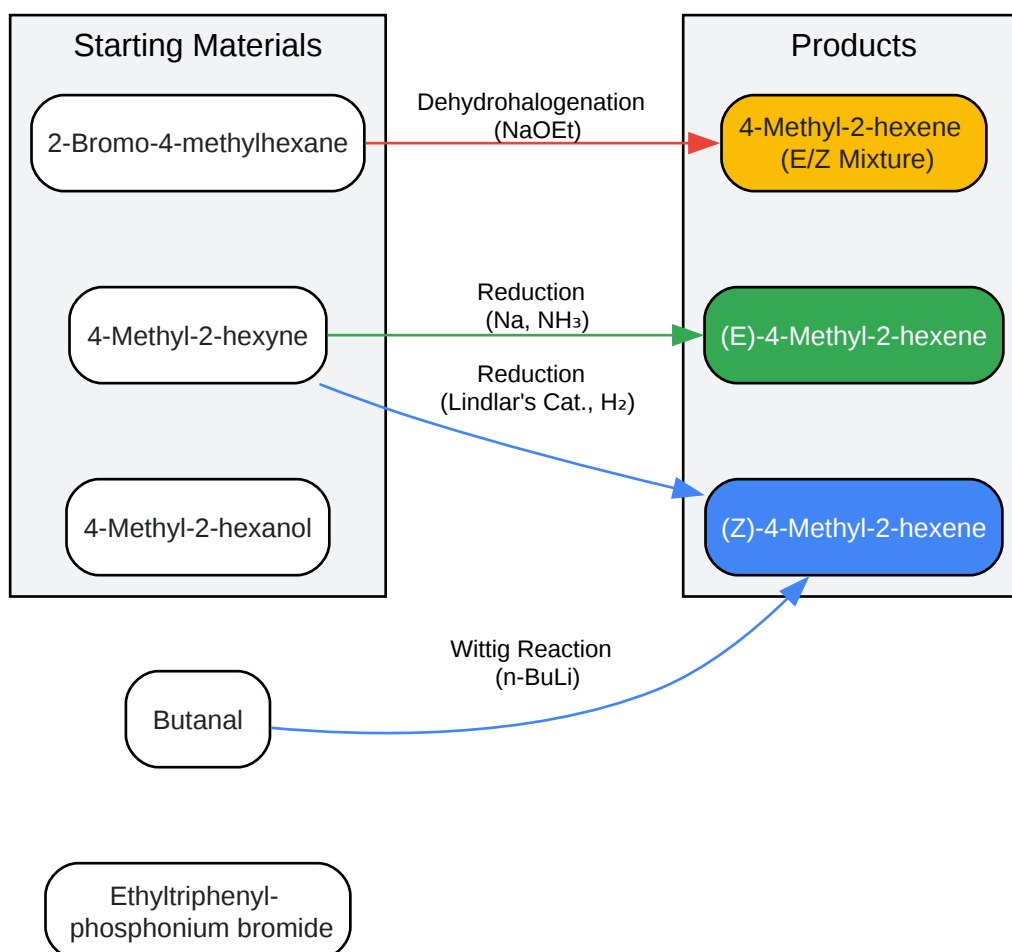 Starting Materials
Products
2-Bromo-4-methylhexane
Dehydrohalogenation
(NaOEt)
4-Methyl-2-hexene
(E/Z Mixture)
4-Methyl-2-hexyne
Reduction
(Na, NH₃)
(E)-4-Methyl-2-hexene
Reduction
(Lindlar's Cat., H₂)
4-Methyl-2-hexanol
(Z)-4-Methyl-2-hexene
Wittig Reaction
(n-BuLi)
Butanal
Ethyltriphenyl-
phosphonium bromide